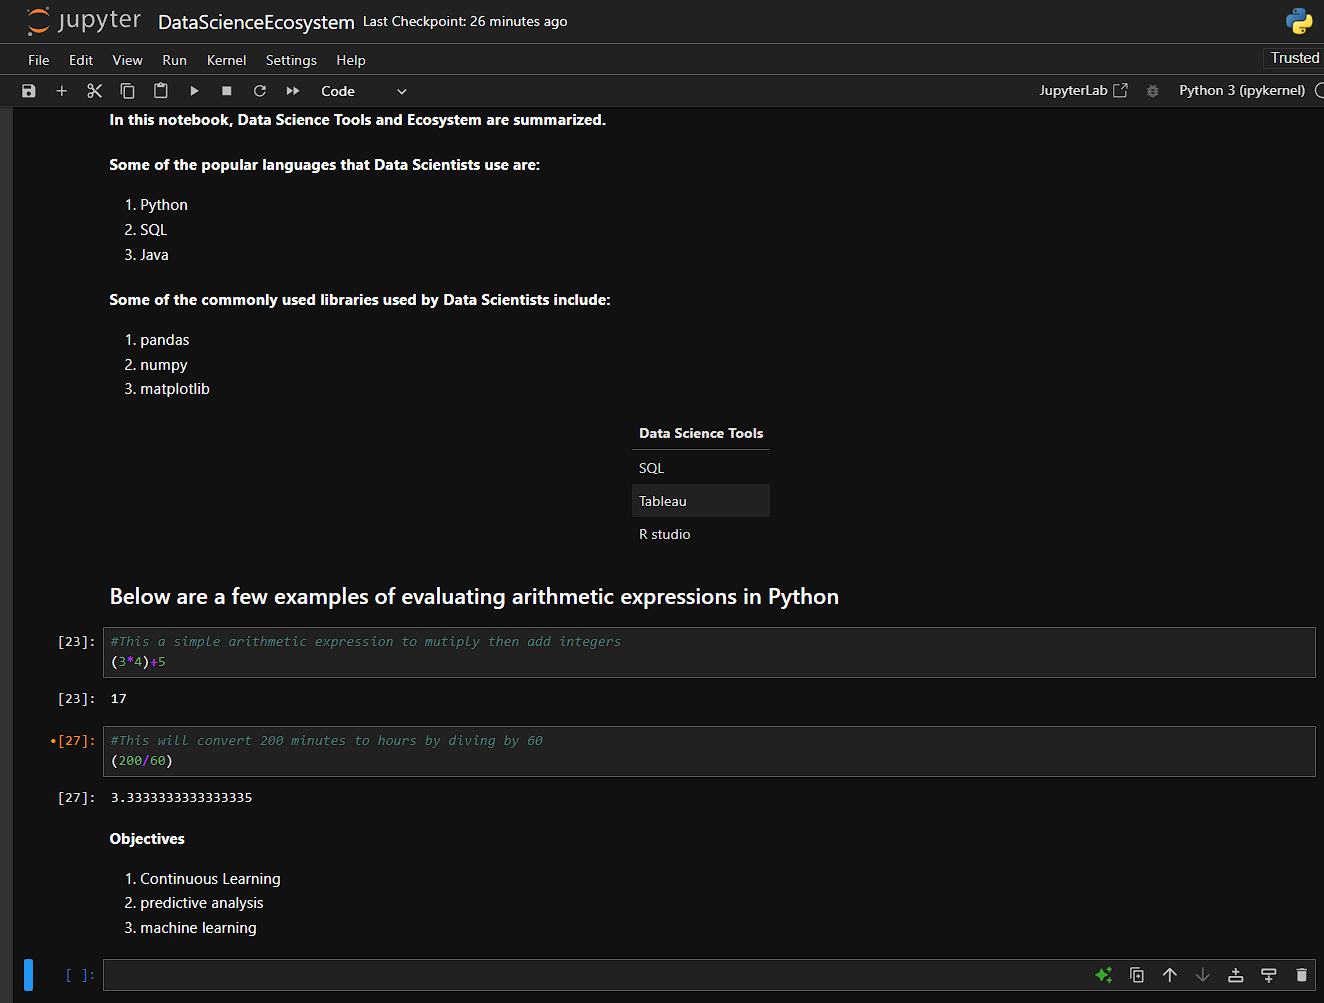 jupyter DataScienceEcosystem Last Checkpoint: 26 minutes ago
File Edit View Run Kernel Settings Help Trusted
Code JupyterLab Python 3 (ipykernel)
In this notebook, Data Science Tools and Ecosystem are summarized.
Some of the popular languages that Data Scientists use are:
1. Python
2. SQL
3. Java
Some of the commonly used libraries used by Data Scientists include:
1. pandas
2. numpy
3. matplotlib
Data Science Tools
SQL
Tableau
R studio
Below are a few examples of evaluating arithmetic expressions in Python
[23]: #This a simple arithmetic expression to mutiply then add integers
(3*4)+5
[23]: 17
•[27]: #This will convert 200 minutes to hours by diving by 60
(200/60)
[27]: 3.3333333333333335
Objectives
1. Continuous Learning
2. predictive analysis
3. machine learning
[ ]: